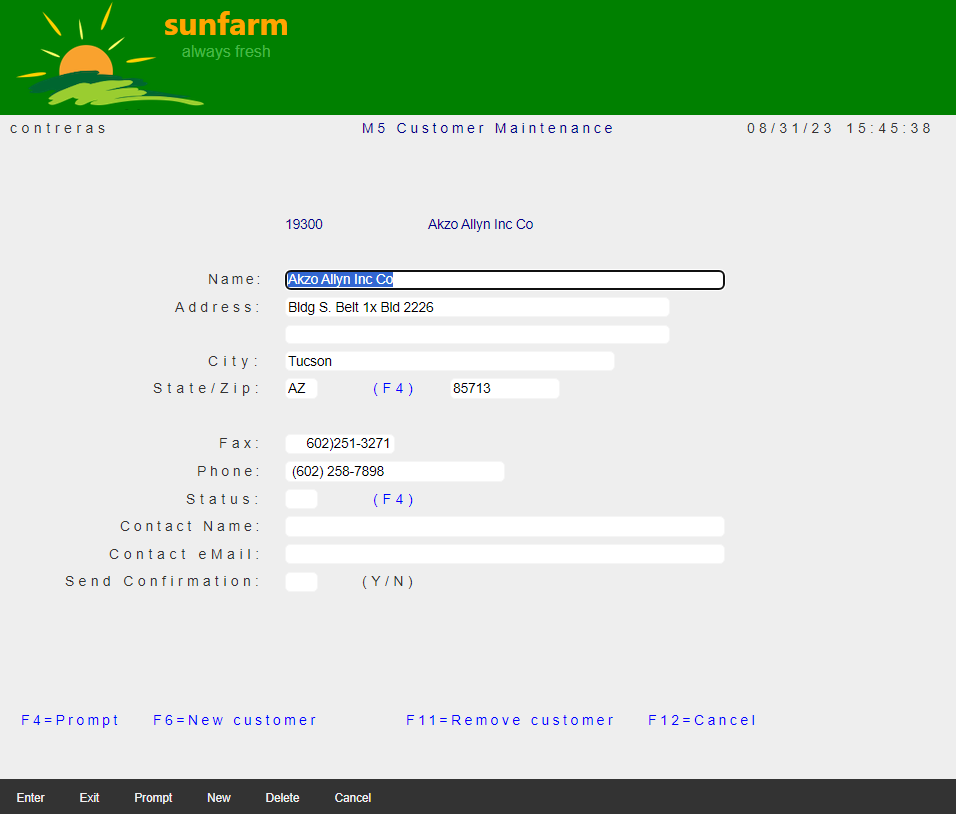 sunfarm
always fresh
contreras M5 Customer Maintenance 08/31/23 15:45:38
19300 Akzo Allyn Inc Co
Name: Akzo Allyn Inc Co
Address: Bldg S. Belt 1x Bld 2226
City: Tucson
State/Zip: AZ (F4) 85713
Fax: 602)251-3271
Phone: (602) 258-7898
Status: (F4)
Contact Name:
Contact eMail:
Send Confirmation: (Y/N)
F4=Prompt F6=New customer F11=Remove customer F12=Cancel
Enter Exit Prompt New Delete Cancel